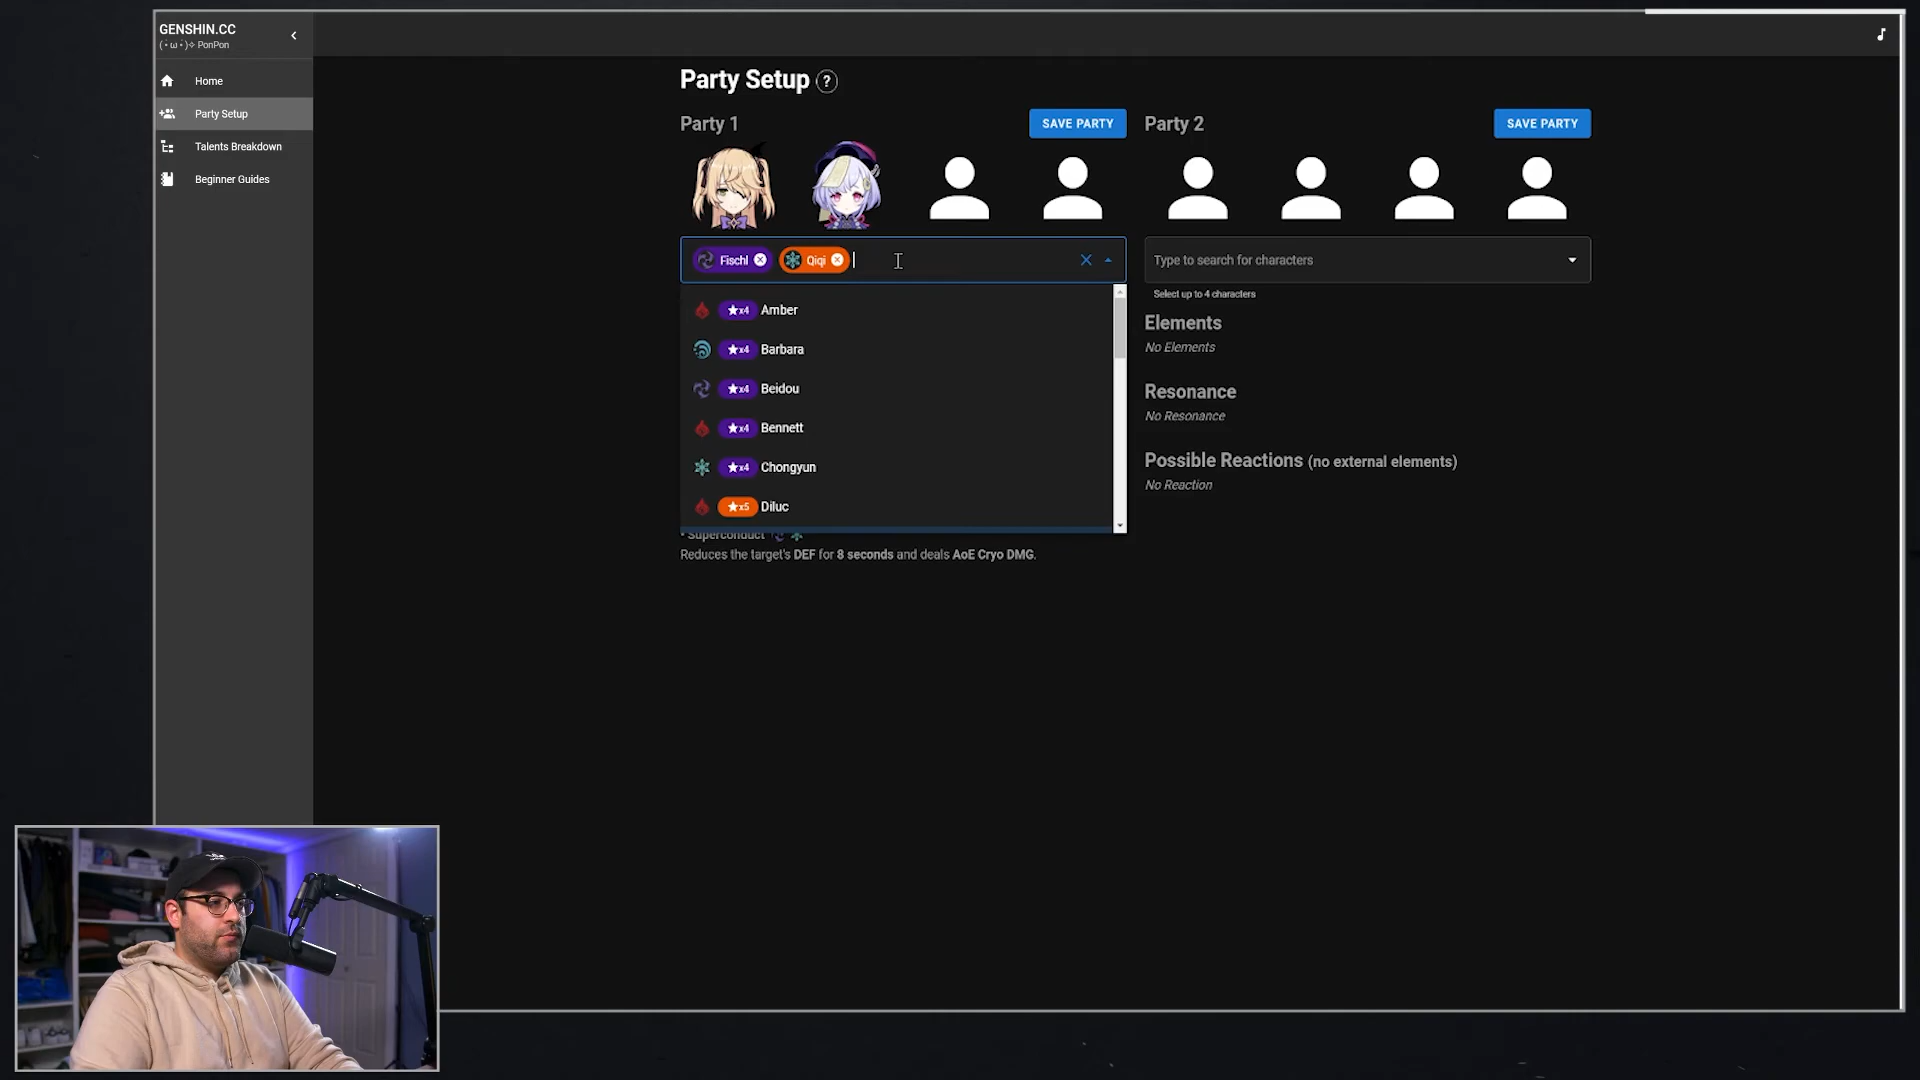 GENSHIN.CC
(･ω･)✧ PonPon
Home
Party Setup
Talents Breakdown
Beginner Guides
Party Setup ?
Party 1
SAVE PARTY
Party 2
SAVE PARTY
Fischl
Qiqi
Type to search for characters
Select up to 4 characters
★x4 Amber
★x4 Barbara
★x4 Beidou
★x4 Bennett
★x4 Chongyun
★x5 Diluc
• Superconduct
Reduces the target's DEF for 8 seconds and deals AoE Cryo DMG.
Elements
No Elements
Resonance
No Resonance
Possible Reactions (no external elements)
No Reaction